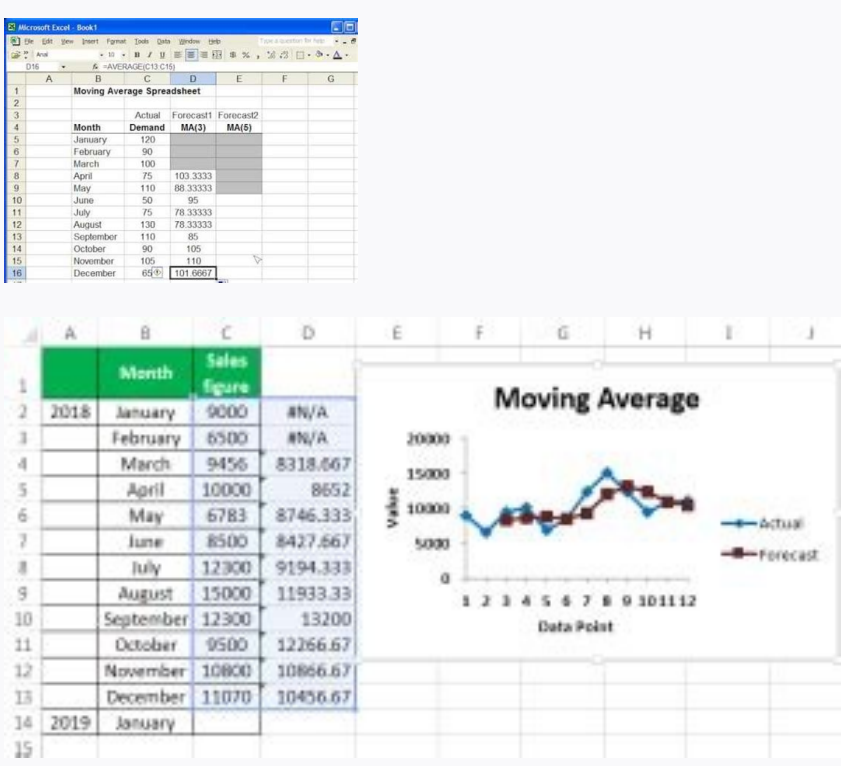 Microsoft Excel - Book1
File Edit View Insert Format Tools Data Window Help Type a question for help
Arial 10 B I U $ % ,
D16 fx =AVERAGE(C13:C15)
A B C D E F G
1 Moving Average Spreadsheet
2
3 Actual Forecast1 Forecast2
4 Month Demand MA(3) MA(5)
5 January 120
6 February 90
7 March 100
8 April 75 103.3333
9 May 110 88.33333
10 June 50 95
11 July 75 78.33333
12 August 130 78.33333
13 September 110 85
14 October 90 105
15 November 105 110
16 December 65 101.6667
A B C D E F G H I J
1 Month Sales figure
2 2018 January 9000 #N/A
3 February 6500 #N/A
4 March 9456 8318.667
5 April 10000 8652
6 May 6783 8746.333
7 June 8500 8427.667
8 July 12300 9194.333
9 August 15000 11933.33
10 September 12300 13200
11 October 9500 12266.67
12 November 10800 10866.67
13 December 11070 10456.67
14 2019 January
15
Moving Average
20000
15000
10000
5000
0
Value
1 2 3 4 5 6 7 8 9 10 11 12
Data Point
Actual
Forecast